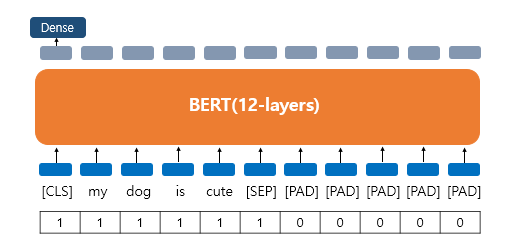 Dense
BERT(12-layers)
[CLS] my dog is cute [SEP] [PAD] [PAD] [PAD] [PAD] [PAD]
1 1 1 1 1 1 0 0 0 0 0